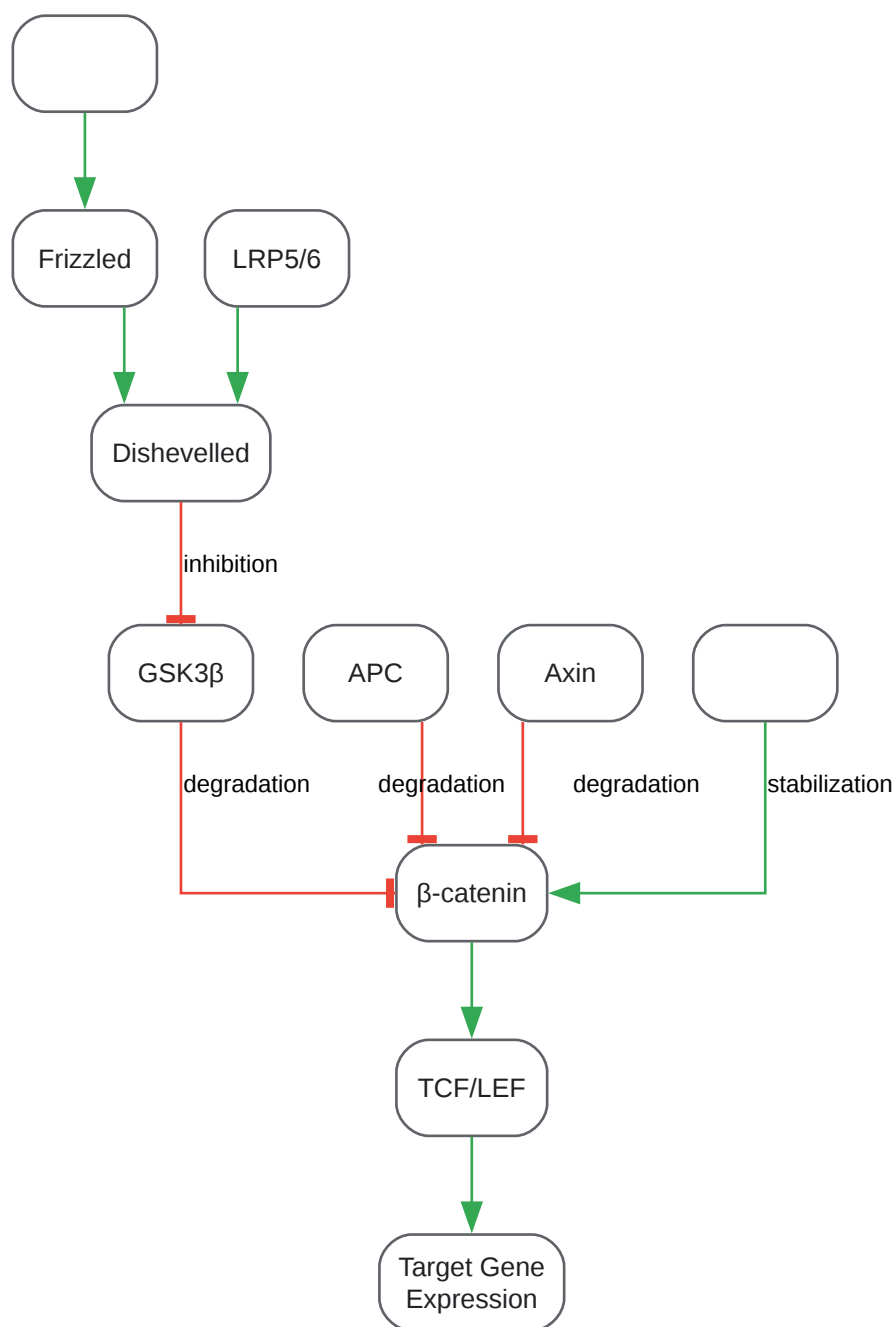 Frizzled
LRP5/6
Dishevelled
inhibition
GSK3β
APC
Axin
degradation
degradation
degradation
stabilization
β-catenin
TCF/LEF
Target Gene
Expression